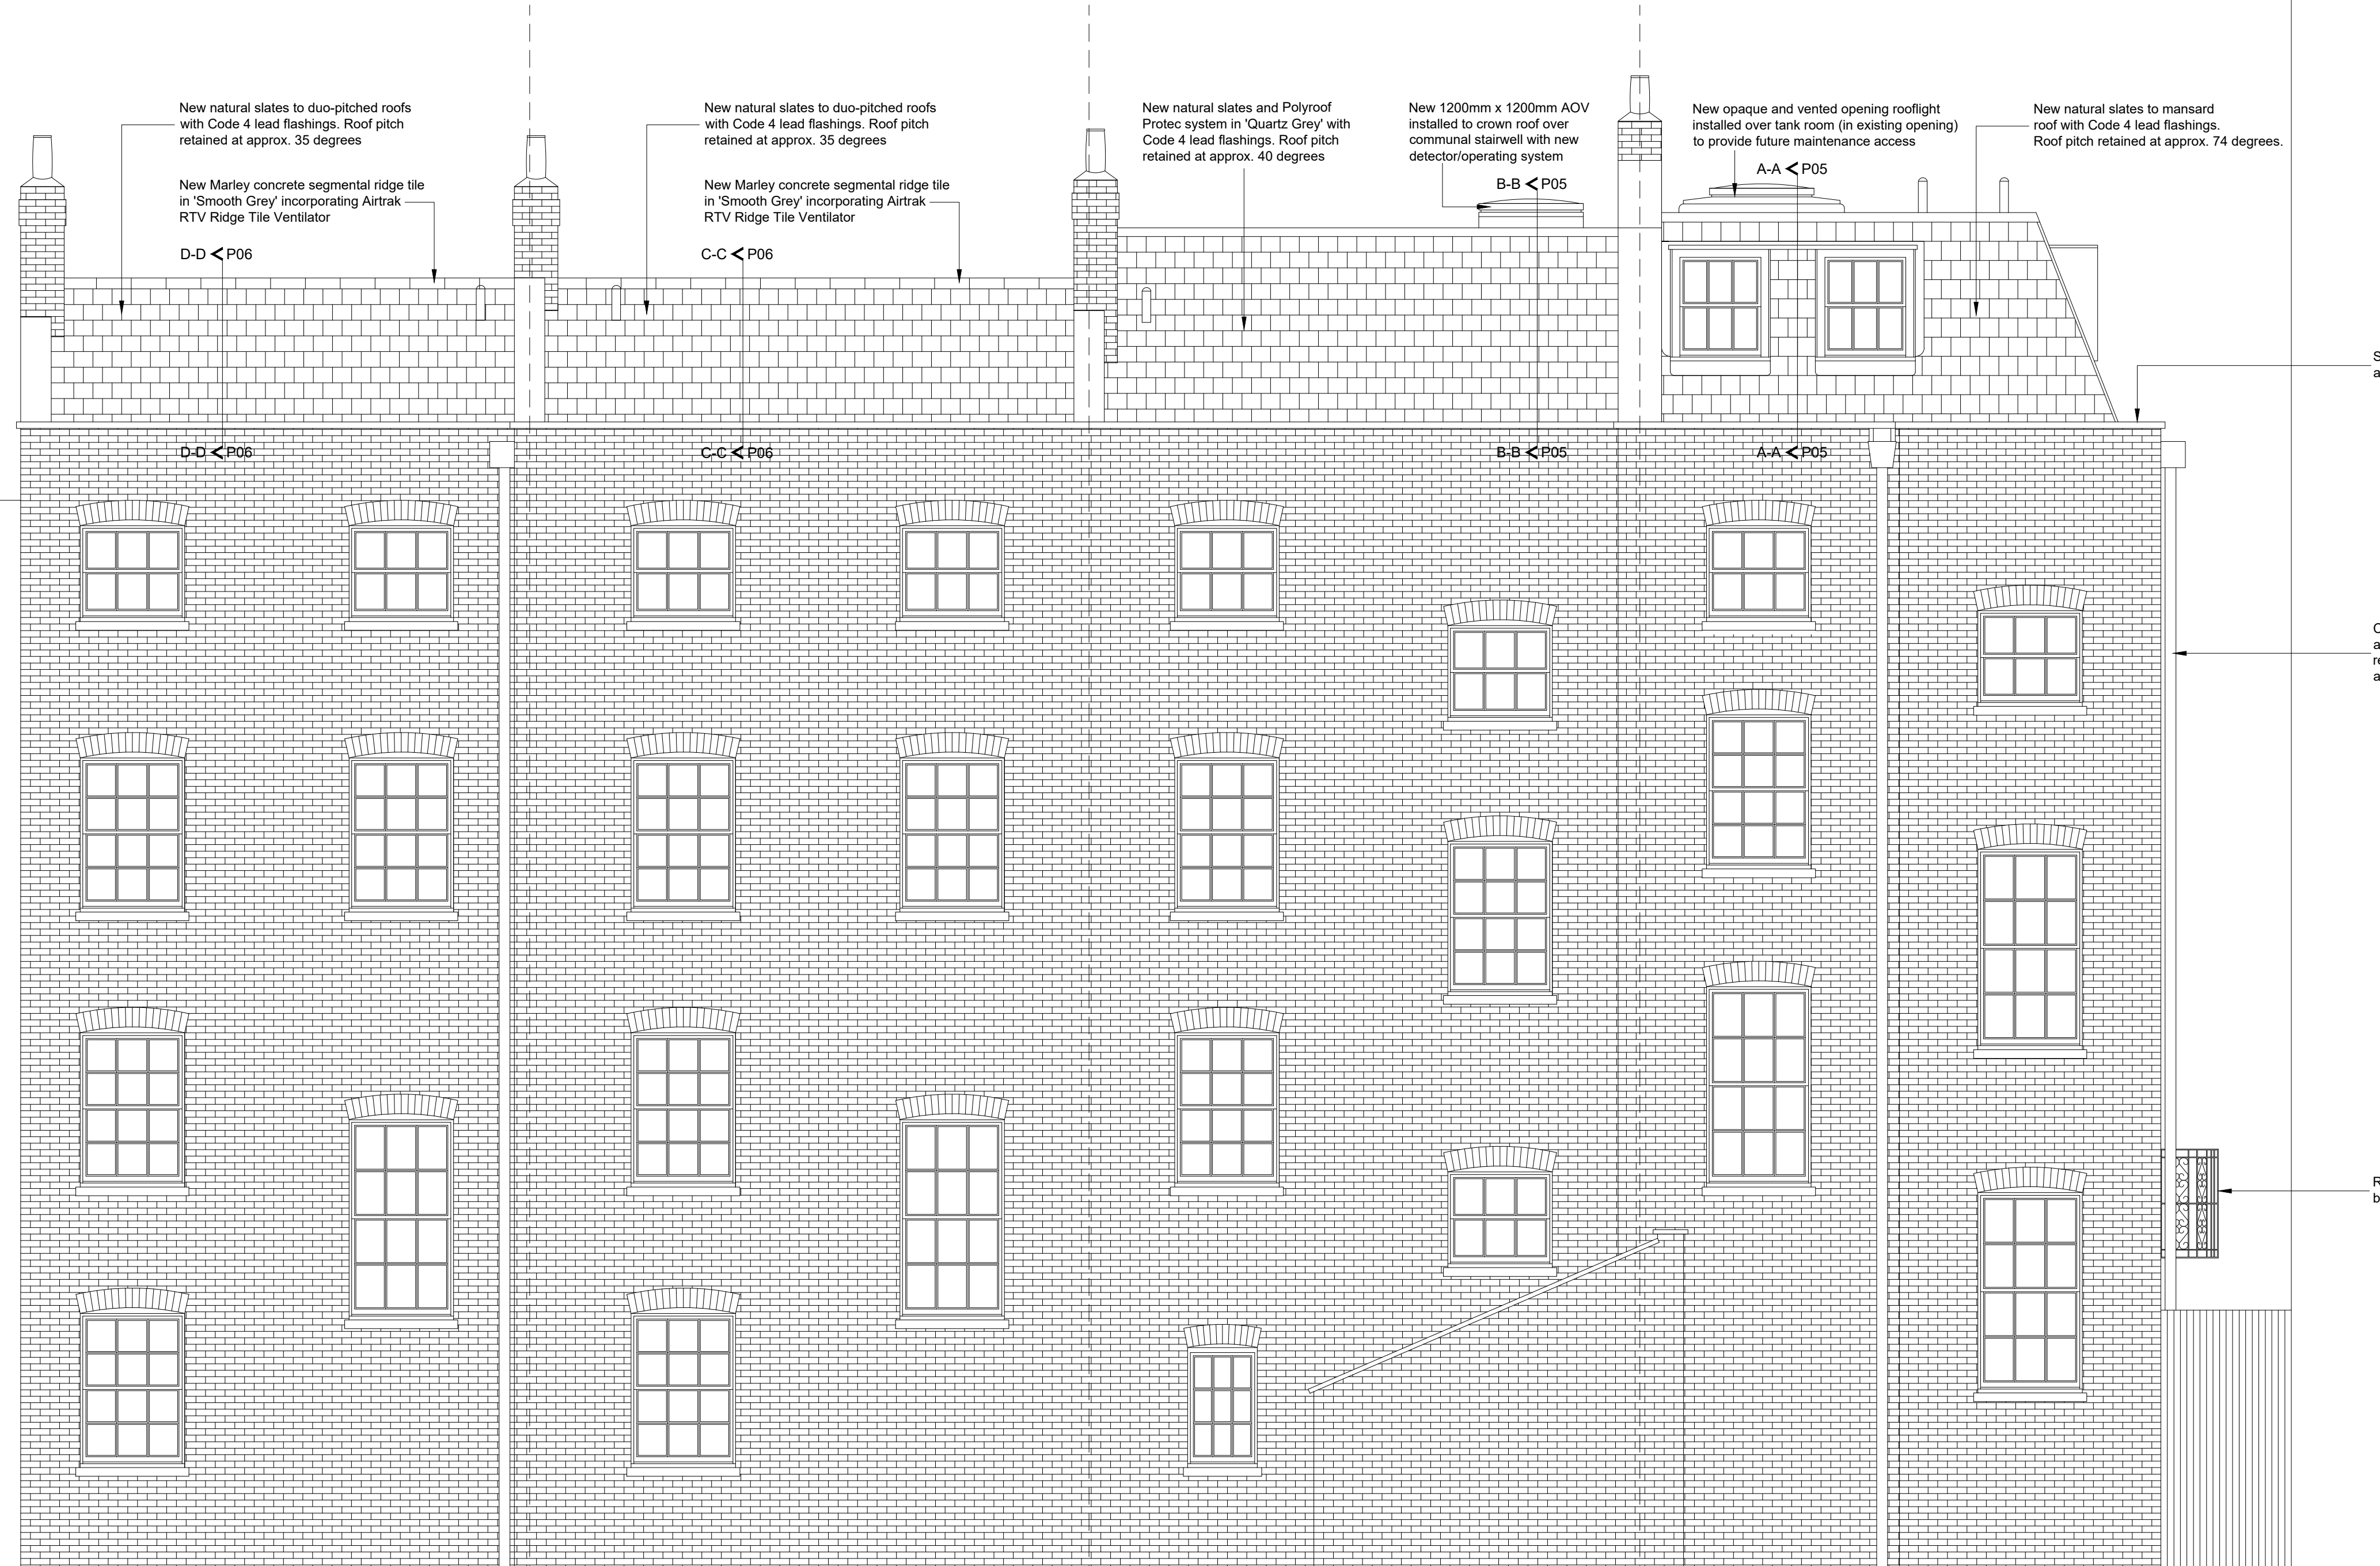 New natural slates to duo-pitched roofs
with Code 4 lead flashings. Roof pitch
retained at approx. 35 degrees
New Marley concrete segmental ridge tile
in 'Smooth Grey' incorporating Airtrak
RTV Ridge Tile Ventilator
D-D < P06
New natural slates to duo-pitched roofs
with Code 4 lead flashings. Roof pitch
retained at approx. 35 degrees
New Marley concrete segmental ridge tile
in 'Smooth Grey' incorporating Airtrak
RTV Ridge Tile Ventilator
C-C < P06
New natural slates and Polyroof
Protec system in 'Quartz Grey' with
Code 4 lead flashings. Roof pitch
retained at approx. 40 degrees
New 1200mm x 1200mm AOV
installed to crown roof over
communal stairwell with new
detector/operating system
B-B < P05
New opaque and vented opening rooflight
installed over tank room (in existing opening)
to provide future maintenance access
A-A < P05
New natural slates to mansard
roof with Code 4 lead flashings.
Roof pitch retained at approx. 74 degrees.
D-D < P06
C-C < P06
B-B < P05
A-A < P05